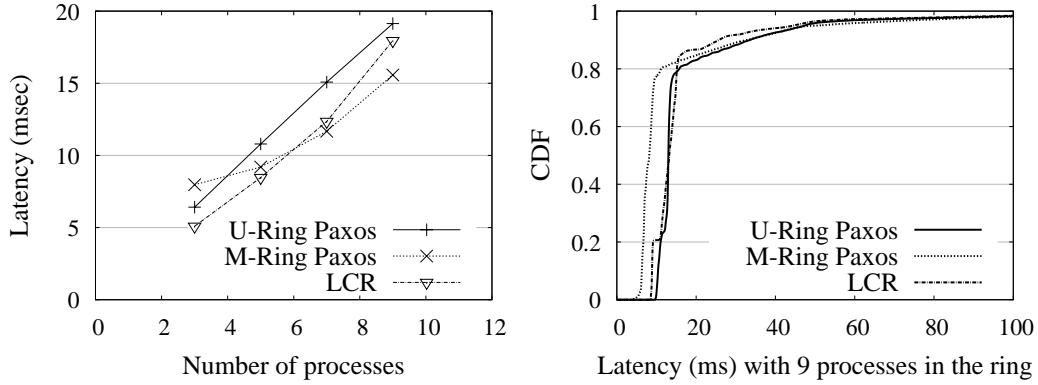 20
15
10
5
0
Latency (msec)
U-Ring Paxos
M-Ring Paxos
LCR
0 2 4 6 8 10 12
Number of processes
1
0.8
0.6
0.4
0.2
0
CDF
U-Ring Paxos
M-Ring Paxos
LCR
0 20 40 60 80 100
Latency (ms) with 9 processes in the ring